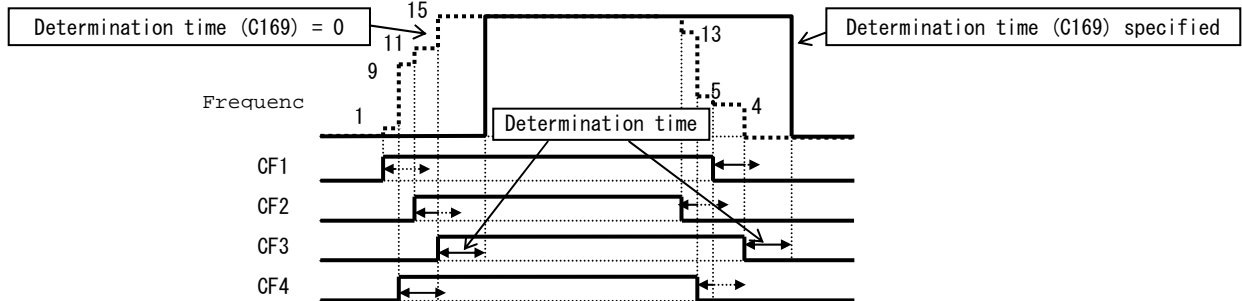 Determination time (C169) = 0
15
Determination time (C169) specified
11
13
9
5
Frequenc
1
4
Determination time
CF1
CF2
CF3
CF4